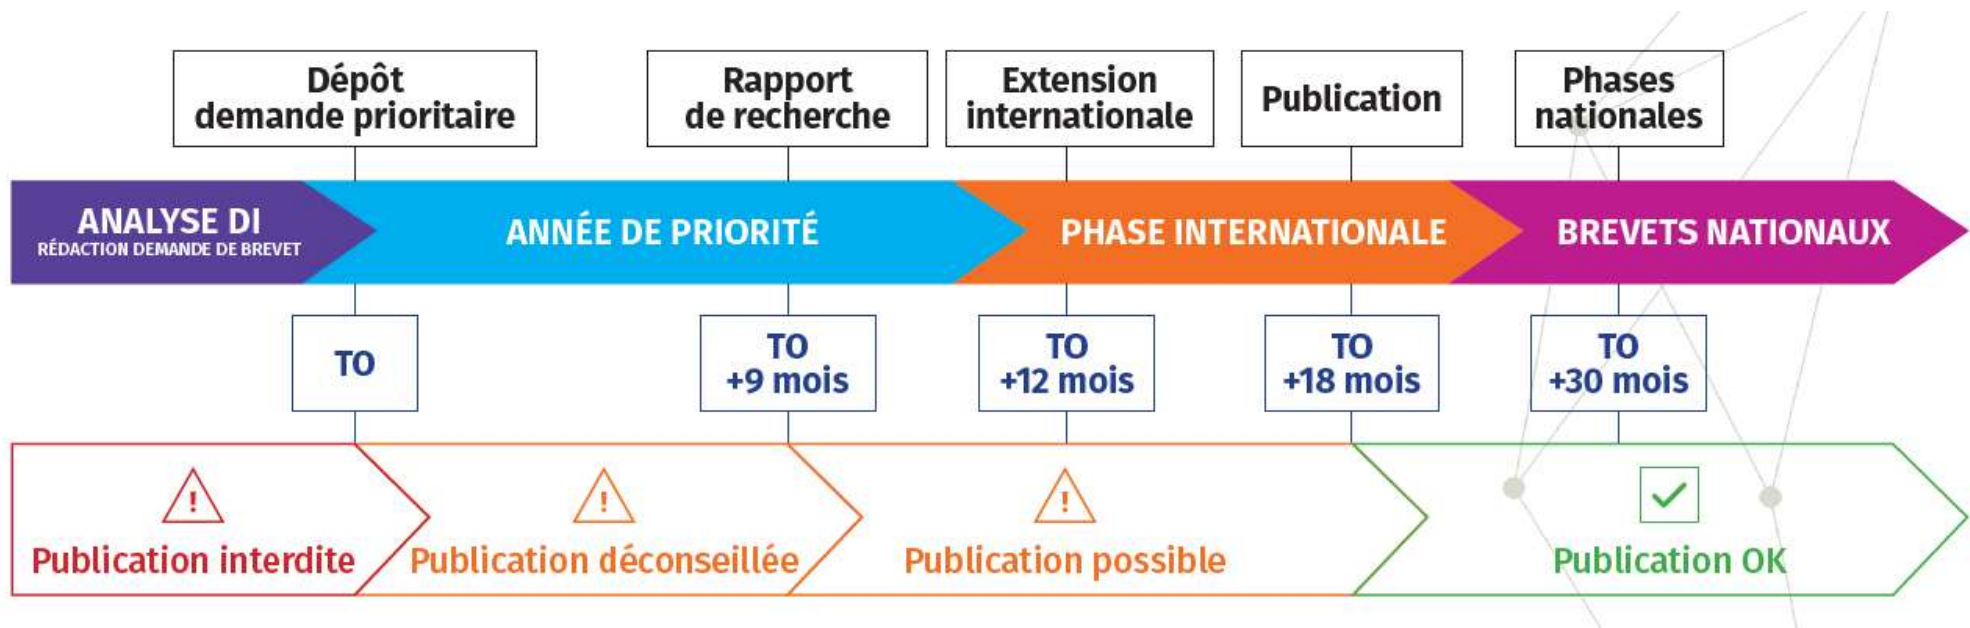 Dépôt
demande prioritaire
Rapport
de recherche
Extension
internationale
Publication
Phases
nationales
ANALYSE DI
RÉDACTION DEMANDE DE BREVET
ANNÉE DE PRIORITÉ
PHASE INTERNATIONALE
BREVETS NATIONAUX
TO
TO
+9 mois
TO
+12 mois
TO
+18 mois
TO
+30 mois
!
Publication interdite
!
Publication déconseillée
!
Publication possible
Publication OK